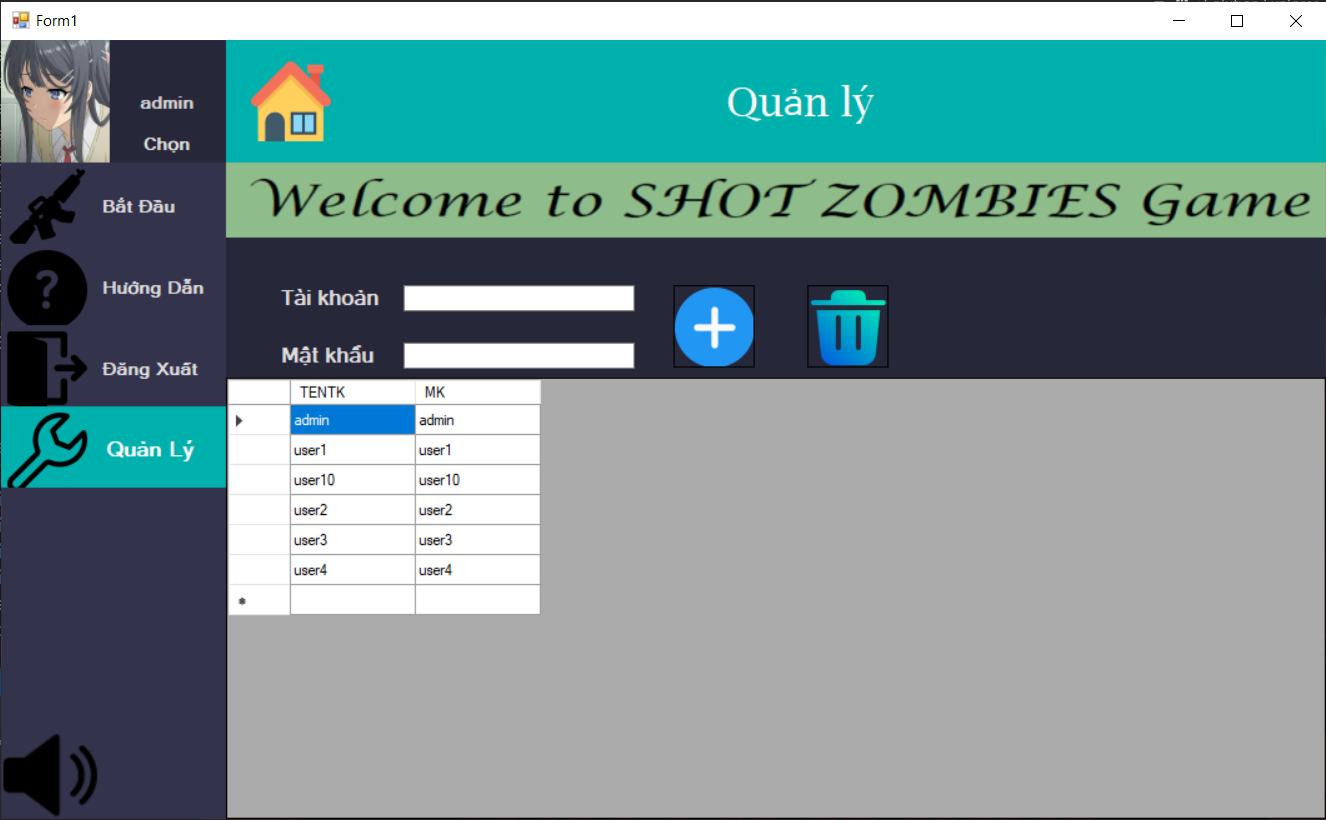 Form1
admin
Chọn
Quản lý
Welcome to SHOT ZOMBIES Game
Bắt Đầu
Hướng Dẫn
Đăng Xuất
Quản Lý
Tài khoản
Mật khẩu
TENTK MK
admin admin
user1 user1
user10 user10
user2 user2
user3 user3
user4 user4